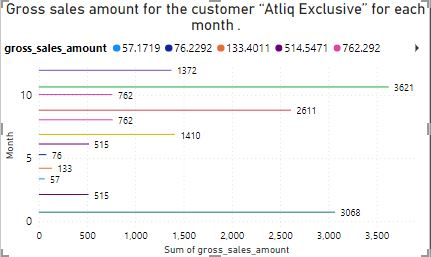 Gross sales amount for the customer “Atliq Exclusive” for each
month .
gross_sales_amount 57.1719 76.2292 133.4011 514.5471 762.292
1372
3621
10
762
2611
762
Month
1410
515
5
76
133
57
515
3068
0
0 500 1,000 1,500 2,000 2,500 3,000 3,500
Sum of gross_sales_amount